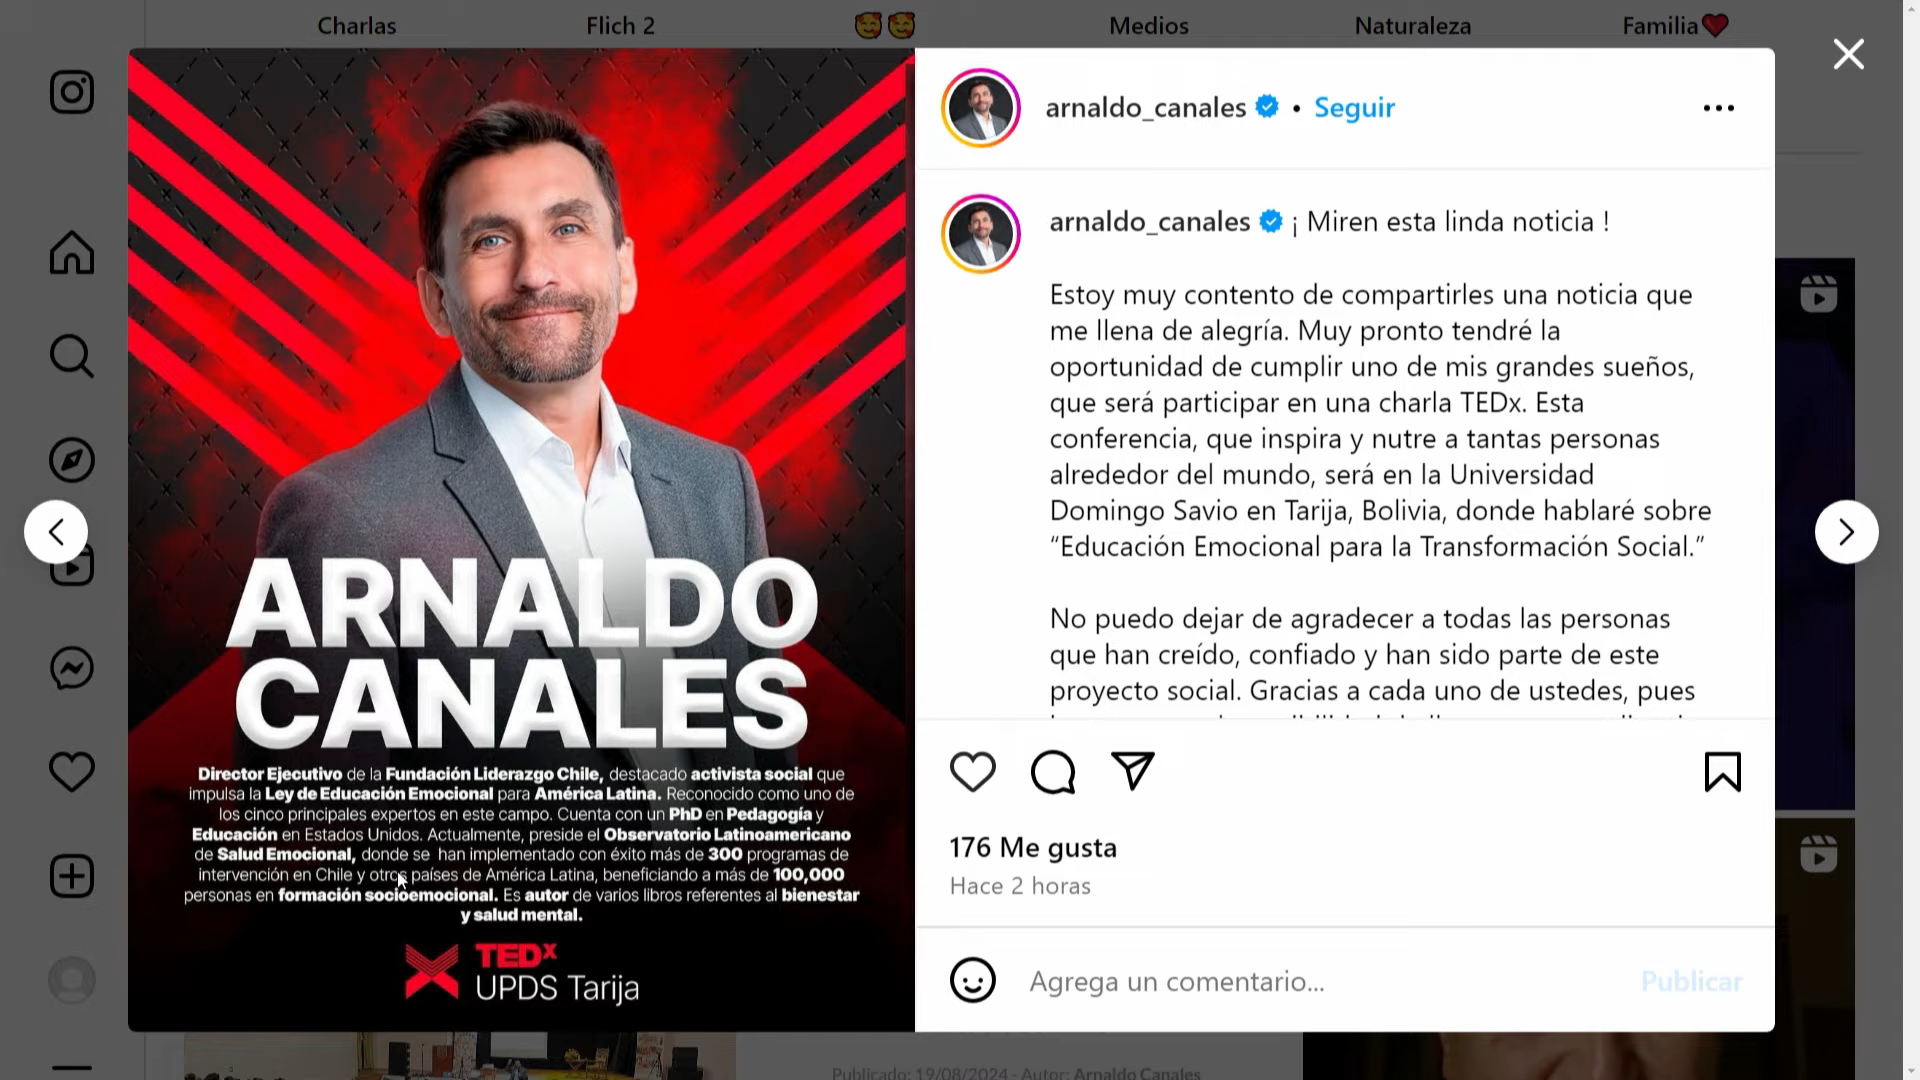 Charlas
Flich 2
🥰🥰
Medios
Naturaleza
Familia❤️
ARNALDO
CANALES
Director Ejecutivo de la Fundación Liderazgo Chile, destacado activista social que
impulsa la Ley de Educación Emocional para América Latina. Reconocido como uno de
los cinco principales expertos en este campo. Cuenta con un PhD en Pedagogía y
Educación en Estados Unidos. Actualmente, preside el Observatorio Latinoamericano
de Salud Emocional, donde se han implementado con éxito más de 300 programas de
intervención en Chile y otros países de América Latina, beneficiando a más de 100,000
personas en formación socioemocional. Es autor de varios libros referentes al bienestar
y salud mental.
TEDx
UPDS Tarija
arnaldo_canales • Seguir
arnaldo_canales ¡ Miren esta linda noticia !
Estoy muy contento de compartirles una noticia que
me llena de alegría. Muy pronto tendré la
oportunidad de cumplir uno de mis grandes sueños,
que será participar en una charla TEDx. Esta
conferencia, que inspira y nutre a tantas personas
alrededor del mundo, será en la Universidad
Domingo Savio en Tarija, Bolivia, donde hablaré sobre
“Educación Emocional para la Transformación Social.”
No puedo dejar de agradecer a todas las personas
que han creído, confiado y han sido parte de este
proyecto social. Gracias a cada uno de ustedes, pues
176 Me gusta
Hace 2 horas
Agrega un comentario...
Publicar
Publicado: 19/08/2024 - Autor: Arnaldo Canales